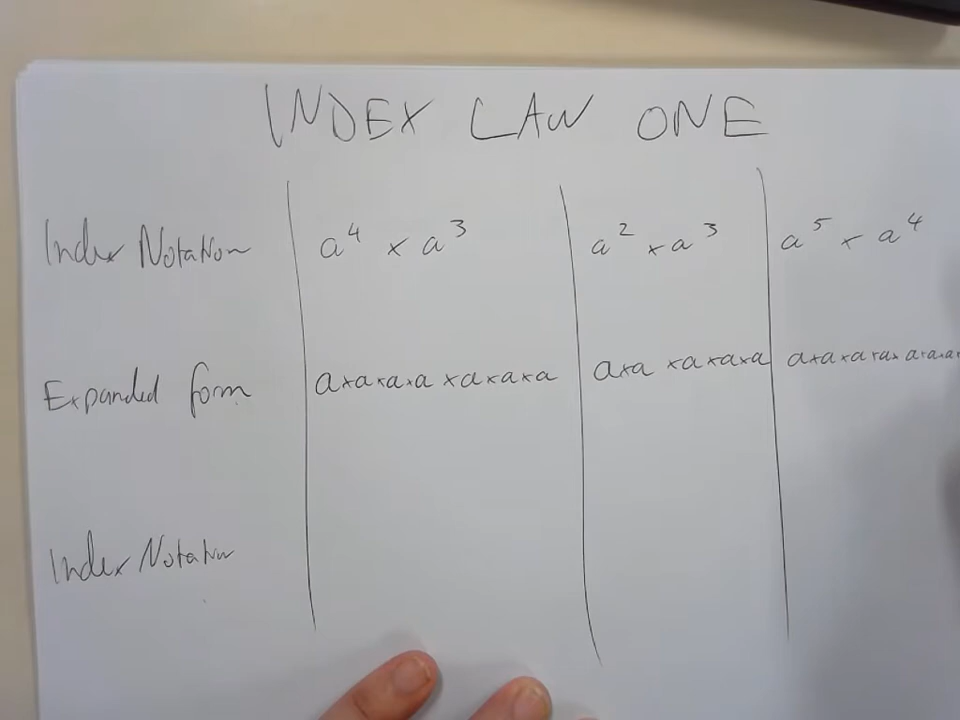 INDEX LAW ONE
Index Notation a⁴ × a³ a² × a³ a⁵ × a⁴
Expanded form a×a×a×a ×a×a×a a×a ×a×a×a a×a×a×a× a×a×a×
Index Notation